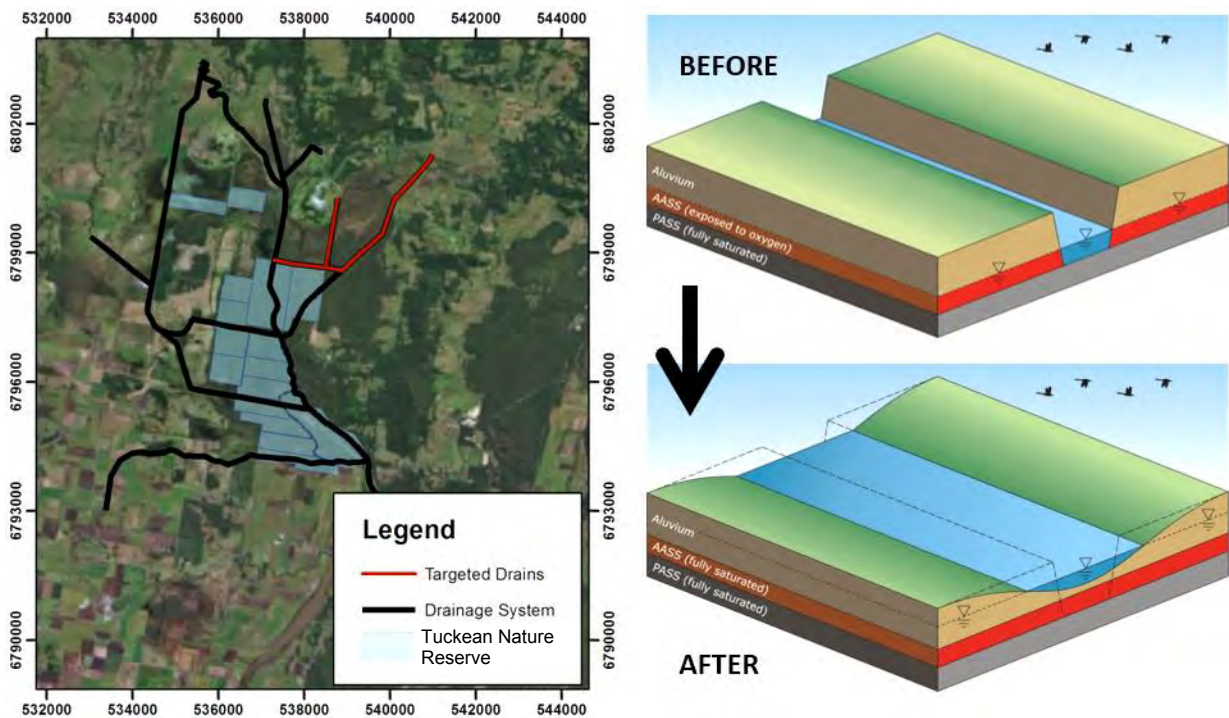 532000 534000 536000 538000 540000 542000 544000
6802000
6799000
6796000
6793000
6790000
6802000
6799000
6796000
6793000
6790000
Legend
Targeted Drains
Drainage System
Tuckean Nature
Reserve
532000 534000 536000 538000 540000 542000 544000
BEFORE
Aluvium
AASS (exposed to oxygen)
PASS (fully saturated)
Aluvium
AASS (fully saturated)
PASS (fully saturated)
AFTER